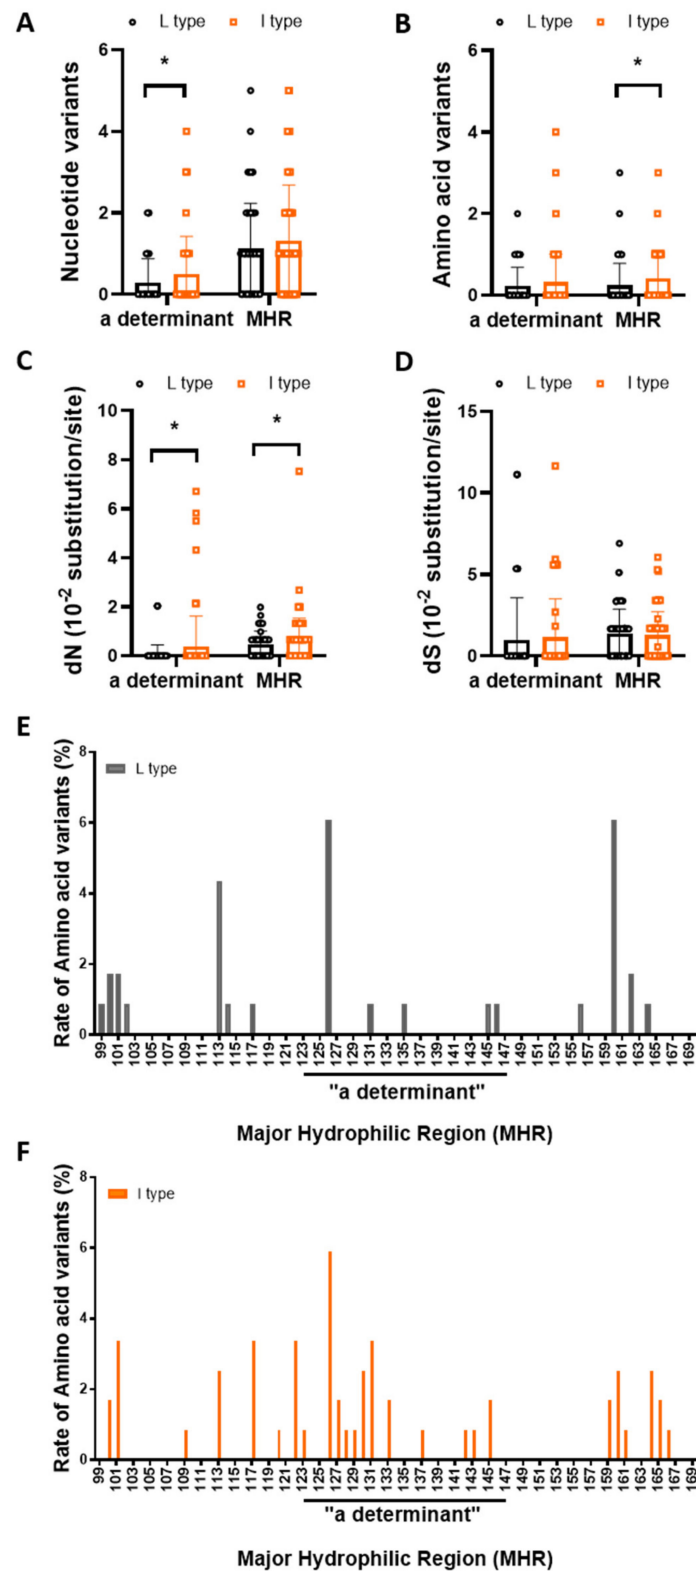 A
L type
I type
Nucleotide variants
6
4
2
0
*
a determinant
MHR
B
L type
I type
Amino acid variants
6
4
2
0
*
a determinant
MHR
C
L type
I type
dN (10⁻² substitution/site)
10
8
6
4
2
0
*
*
a determinant
MHR
D
L type
I type
dS (10⁻² substitution/site)
15
10
5
0
a determinant
MHR
E
Rate of Amino acid variants (%)
8
6
4
2
0
L type
99 101 103 105 107 109 111 113 115 117 119 121 123 125 127 129 131 133 135 137 139 141 143 145 147 149 151 153 155 157 159 161 163 165 167 169
"a determinant"
Major Hydrophilic Region (MHR)
F
Rate of Amino acid variants (%)
8
6
4
2
0
I type
99 101 103 105 107 109 111 113 115 117 119 121 123 125 127 129 131 133 135 137 139 141 143 145 147 149 151 153 155 157 159 161 163 165 167 169
"a determinant"
Major Hydrophilic Region (MHR)